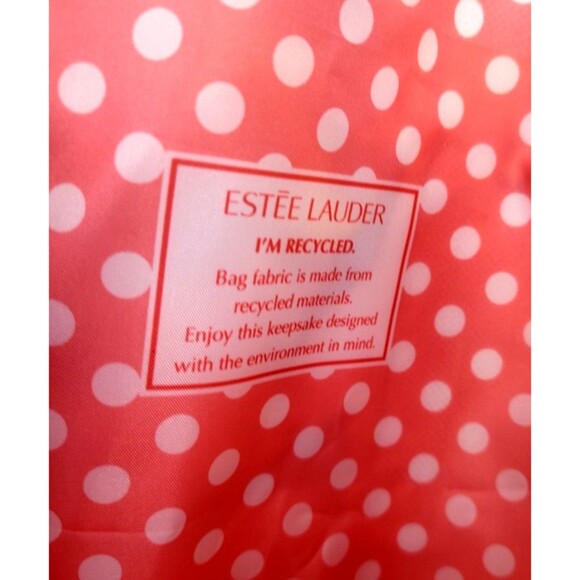 ESTĒE LAUDER
I'M RECYCLED.
Bag fabric is made from
recycled materials.
Enjoy this keepsake designed
with the environment in mind.